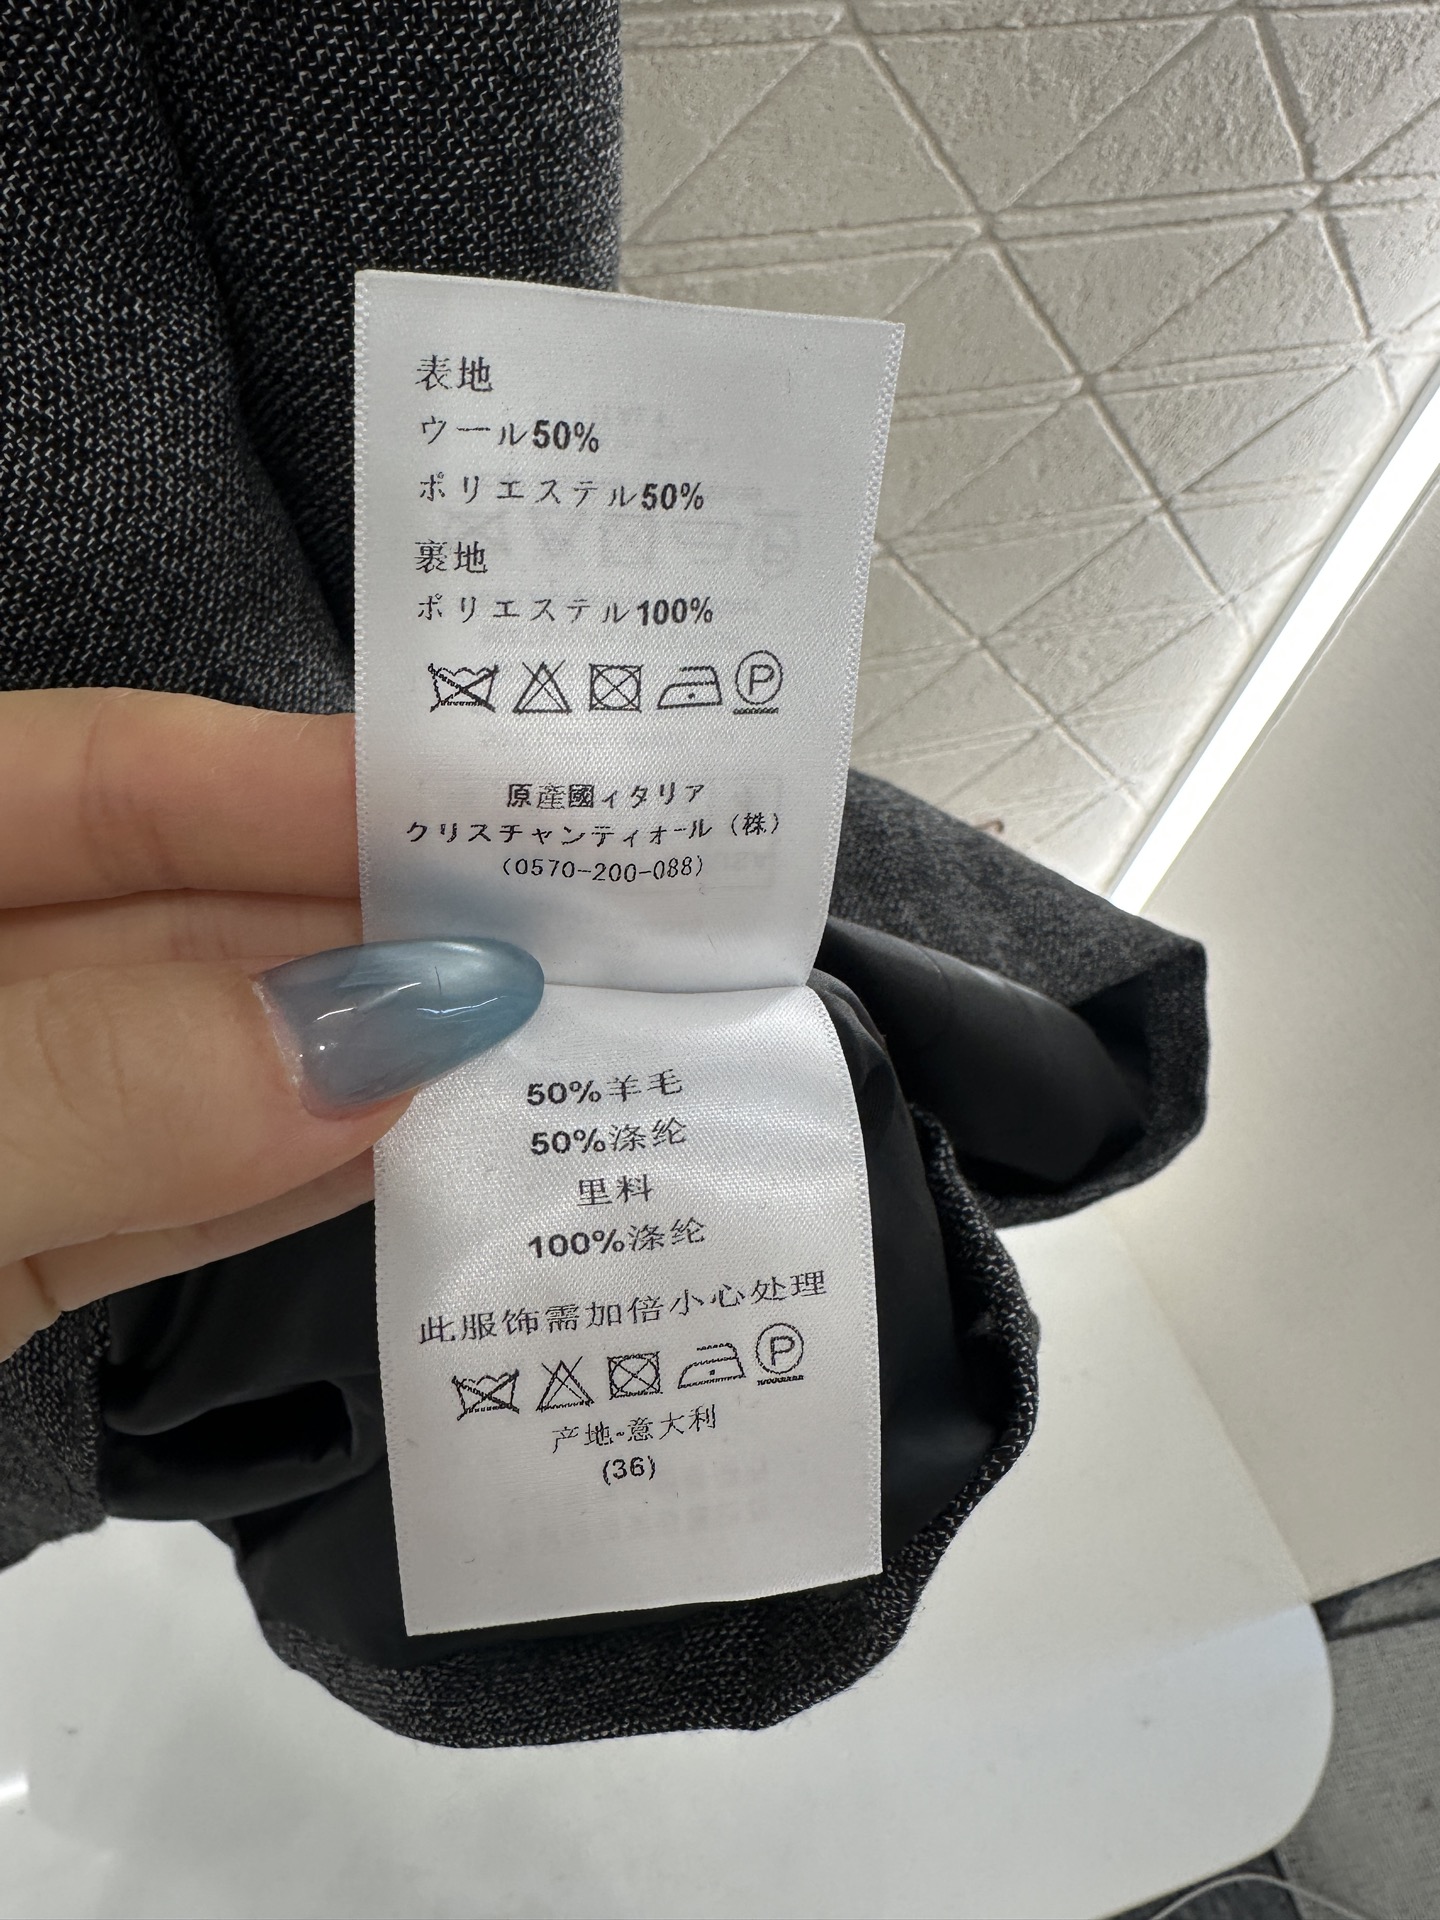 表地
ウール50%
ポリエステル50%
裏地
ポリエステル100%
P
原産國イタリア
クリスチャンディオール（株）
(0570-200-088)
50%羊毛
50%涤纶
里料
100%涤纶
此服饰需加倍小心处理
P
产地-意大利
(36)